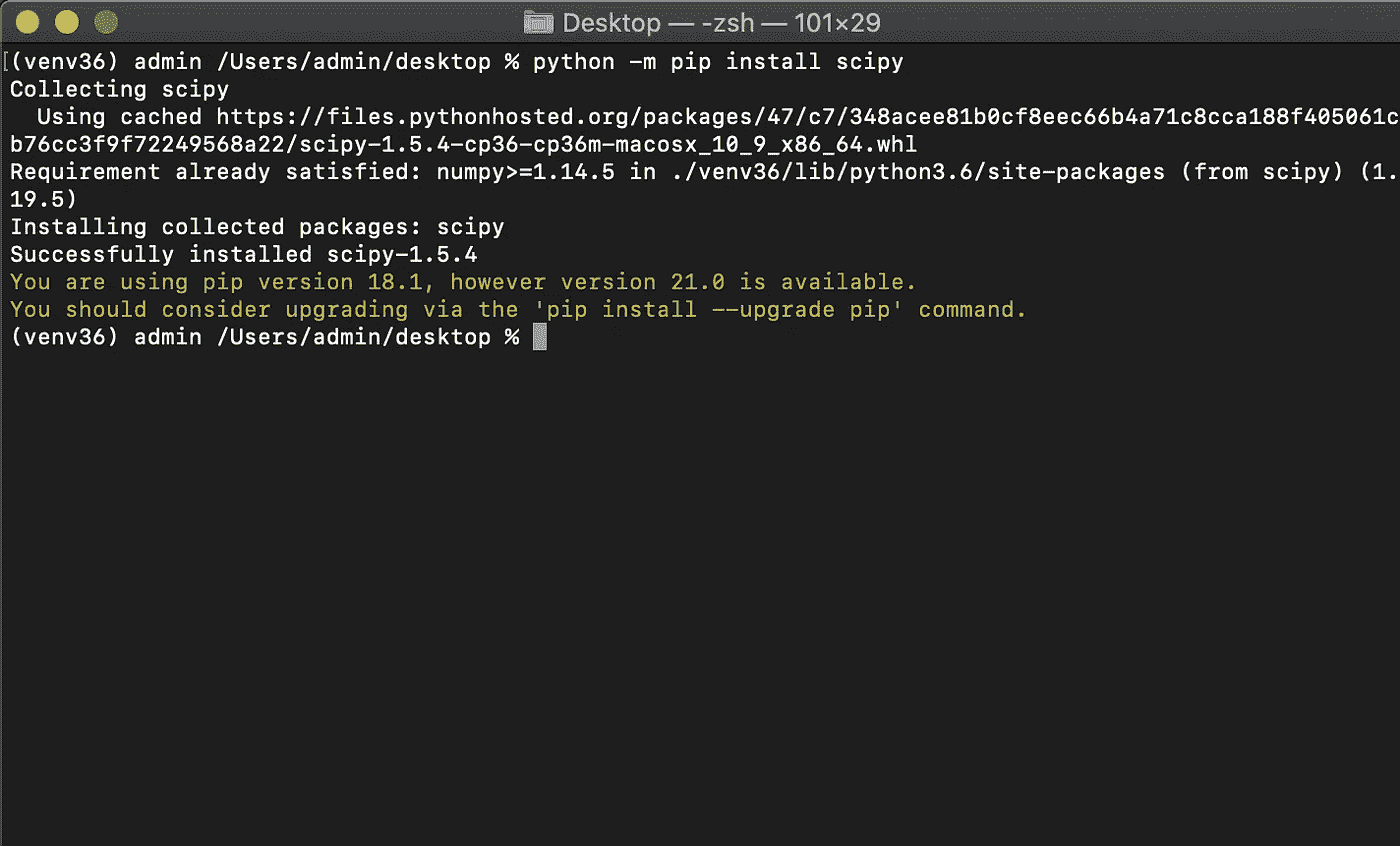 Desktop — -zsh — 101×29
[(venv36) admin /Users/admin/desktop % python -m pip install scipy
Collecting scipy
  Using cached https://files.pythonhosted.org/packages/47/c7/348acee81b0cf8eec66b4a71c8cca188f405061c
b76cc3f9f72249568a22/scipy-1.5.4-cp36-cp36m-macosx_10_9_x86_64.whl
Requirement already satisfied: numpy>=1.14.5 in ./venv36/lib/python3.6/site-packages (from scipy) (1.
19.5)
Installing collected packages: scipy
Successfully installed scipy-1.5.4
You are using pip version 18.1, however version 21.0 is available.
You should consider upgrading via the 'pip install --upgrade pip' command.
(venv36) admin /Users/admin/desktop %